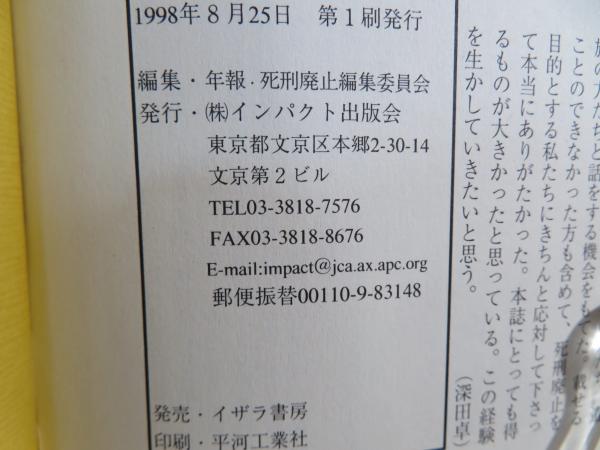 1998年8月25日 第1刷発行
編集・年報・死刑廃止編集委員会
発行・㈱インパクト出版会
東京都文京区本郷2-30-14
文京第2ビル
TEL03-3818-7576
FAX03-3818-8676
E-mail:impact@jca.ax.apc.org
郵便振替00110-9-83148
発売・イザラ書房
印刷・平河工業社
族の方たちと話をする機会をもてた。載せる
ことのできなかった方も含めて、死刑廃止を
目的とする私たちにきちんと応対して下さっ
て本当にありがたかった。本誌にとっても得
るものが大きかったと思っている。この経験
を生かしていきたいと思う。
（深田卓）